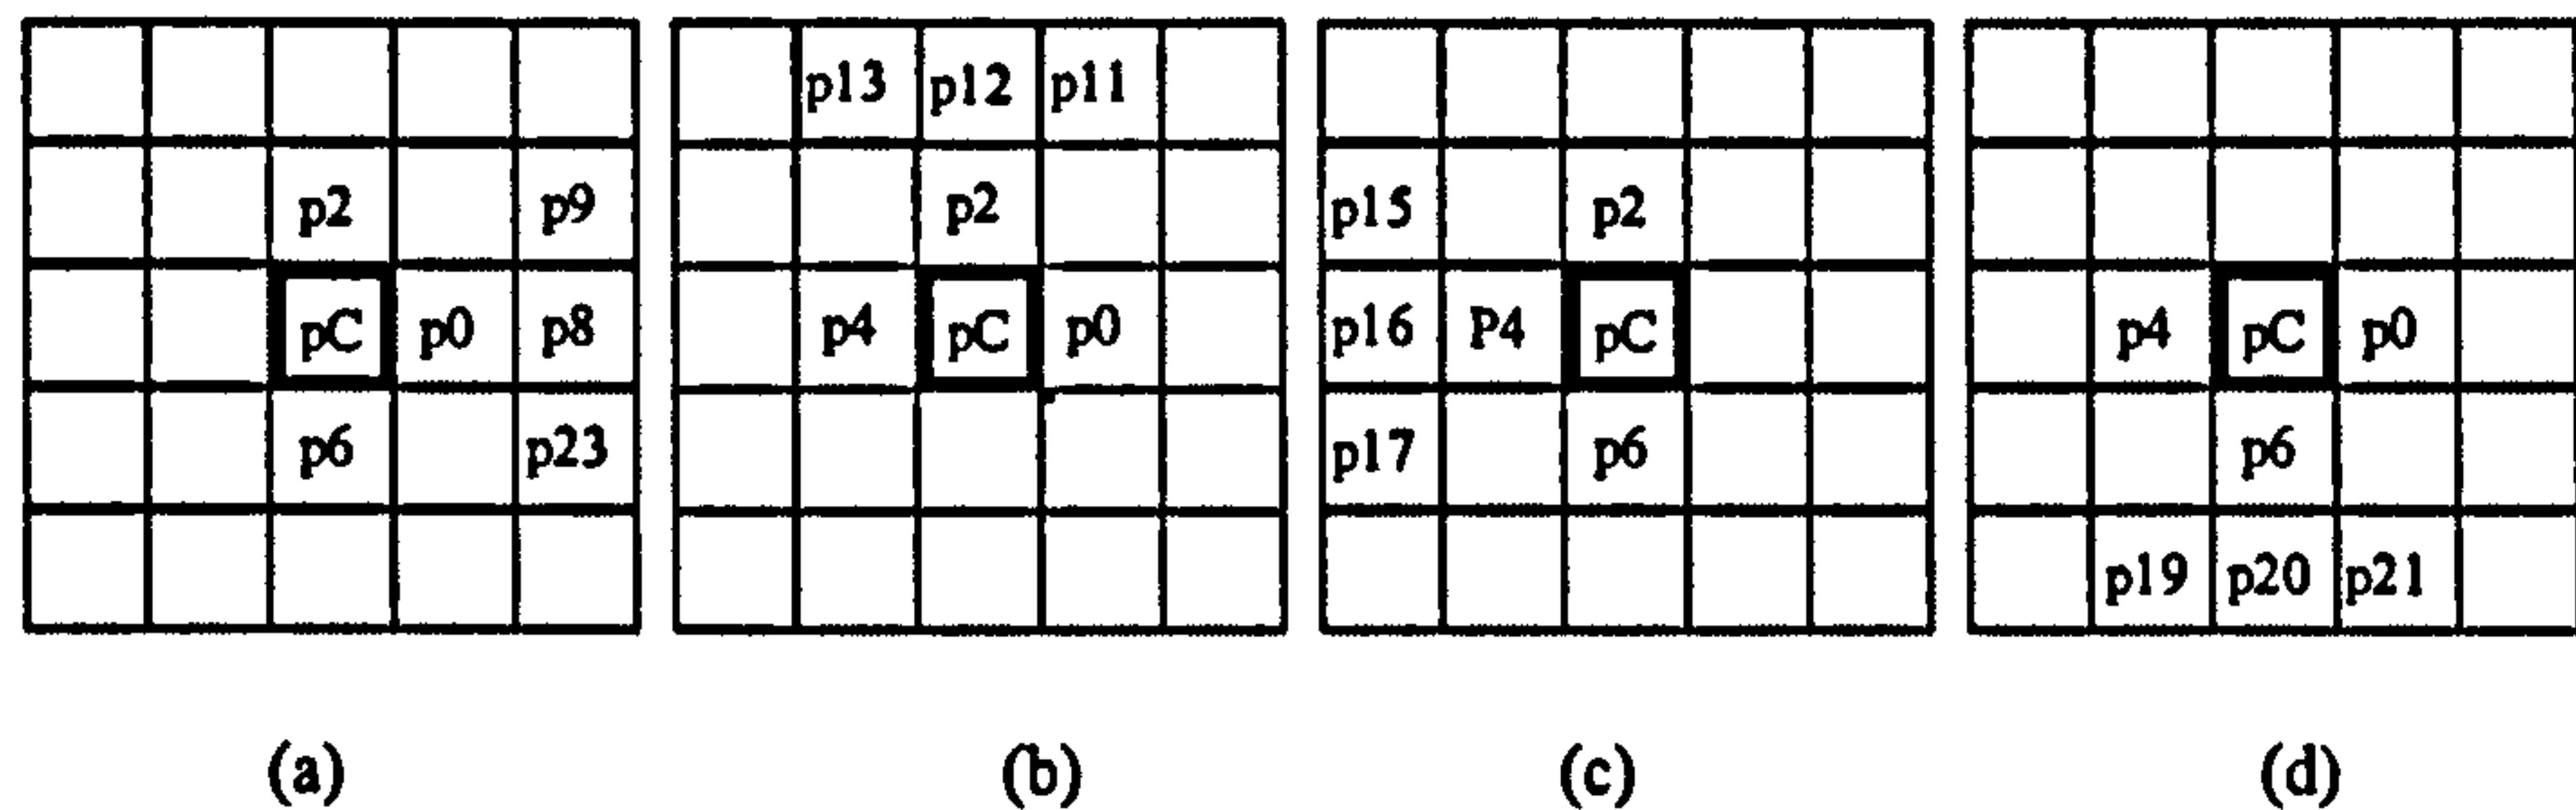 p13 p12 p11
p2 p9 p2 p15 p2
pC p0 p8 p4 pC p0 p16 P4 pC p4 pC p0
p6 p23 p17 p6 p6
p19 p20 p21
(a) (b) (c) (d)